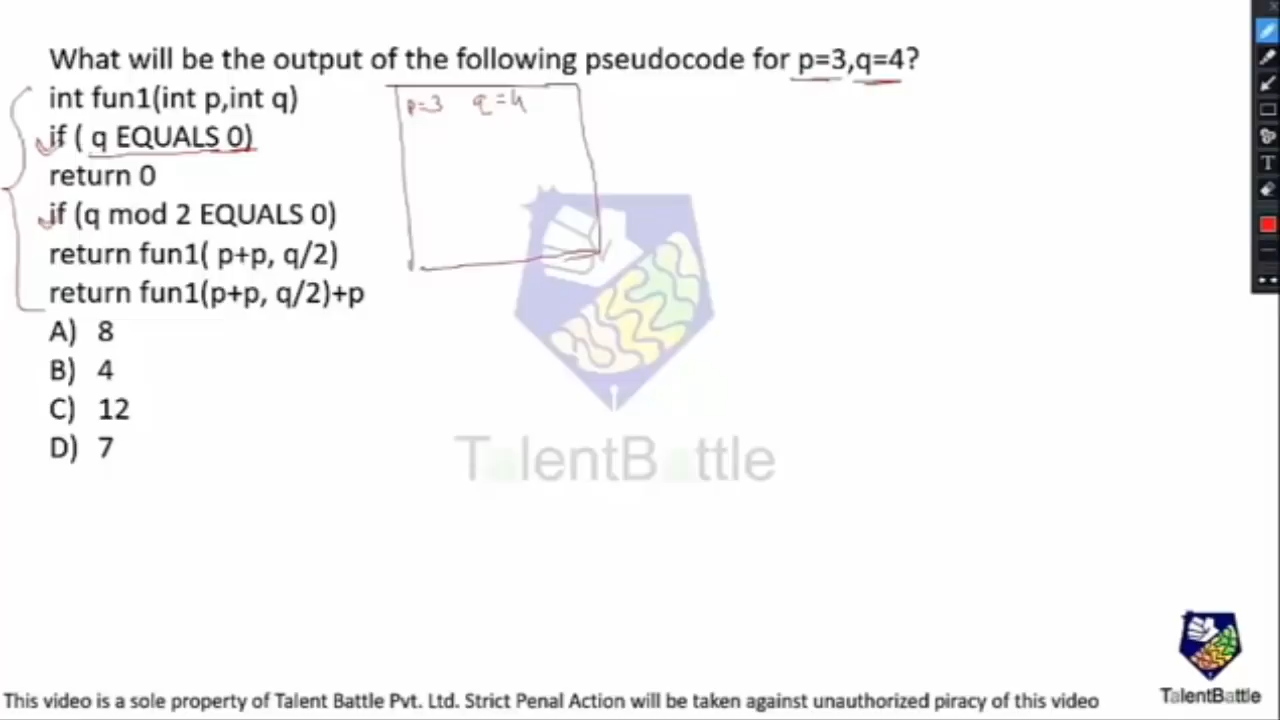 What will be the output of the following pseudocode for p=3,q=4?
int fun1(int p,int q)
p=3 q=4
if ( q EQUALS 0)
return 0
if (q mod 2 EQUALS 0)
return fun1( p+p, q/2)
return fun1(p+p, q/2)+p
A) 8
B) 4
C) 12
D) 7
TalentBattle
TalentBattle
This video is a sole property of Talent Battle Pvt. Ltd. Strict Penal Action will be taken against unauthorized piracy of this video
T